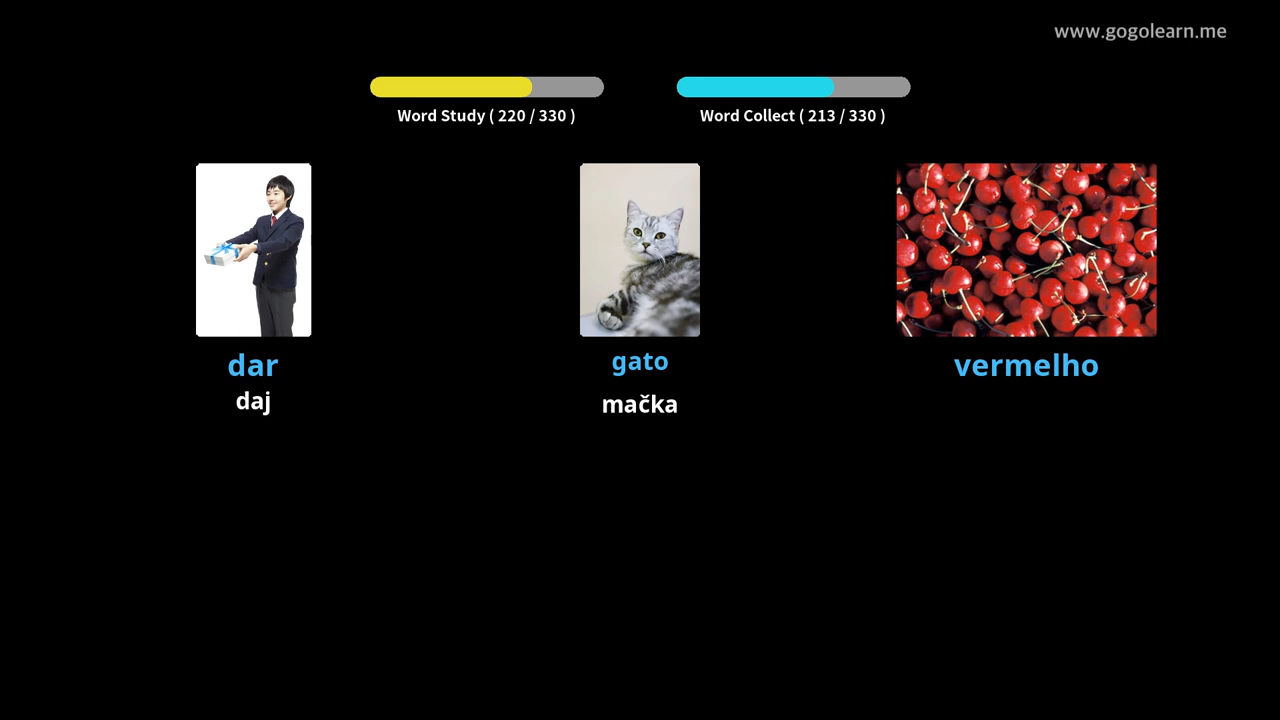 www.gogolearn.me
Word Study ( 220 / 330 )
Word Collect ( 213 / 330 )
dar
daj
gato
mačka
vermelho